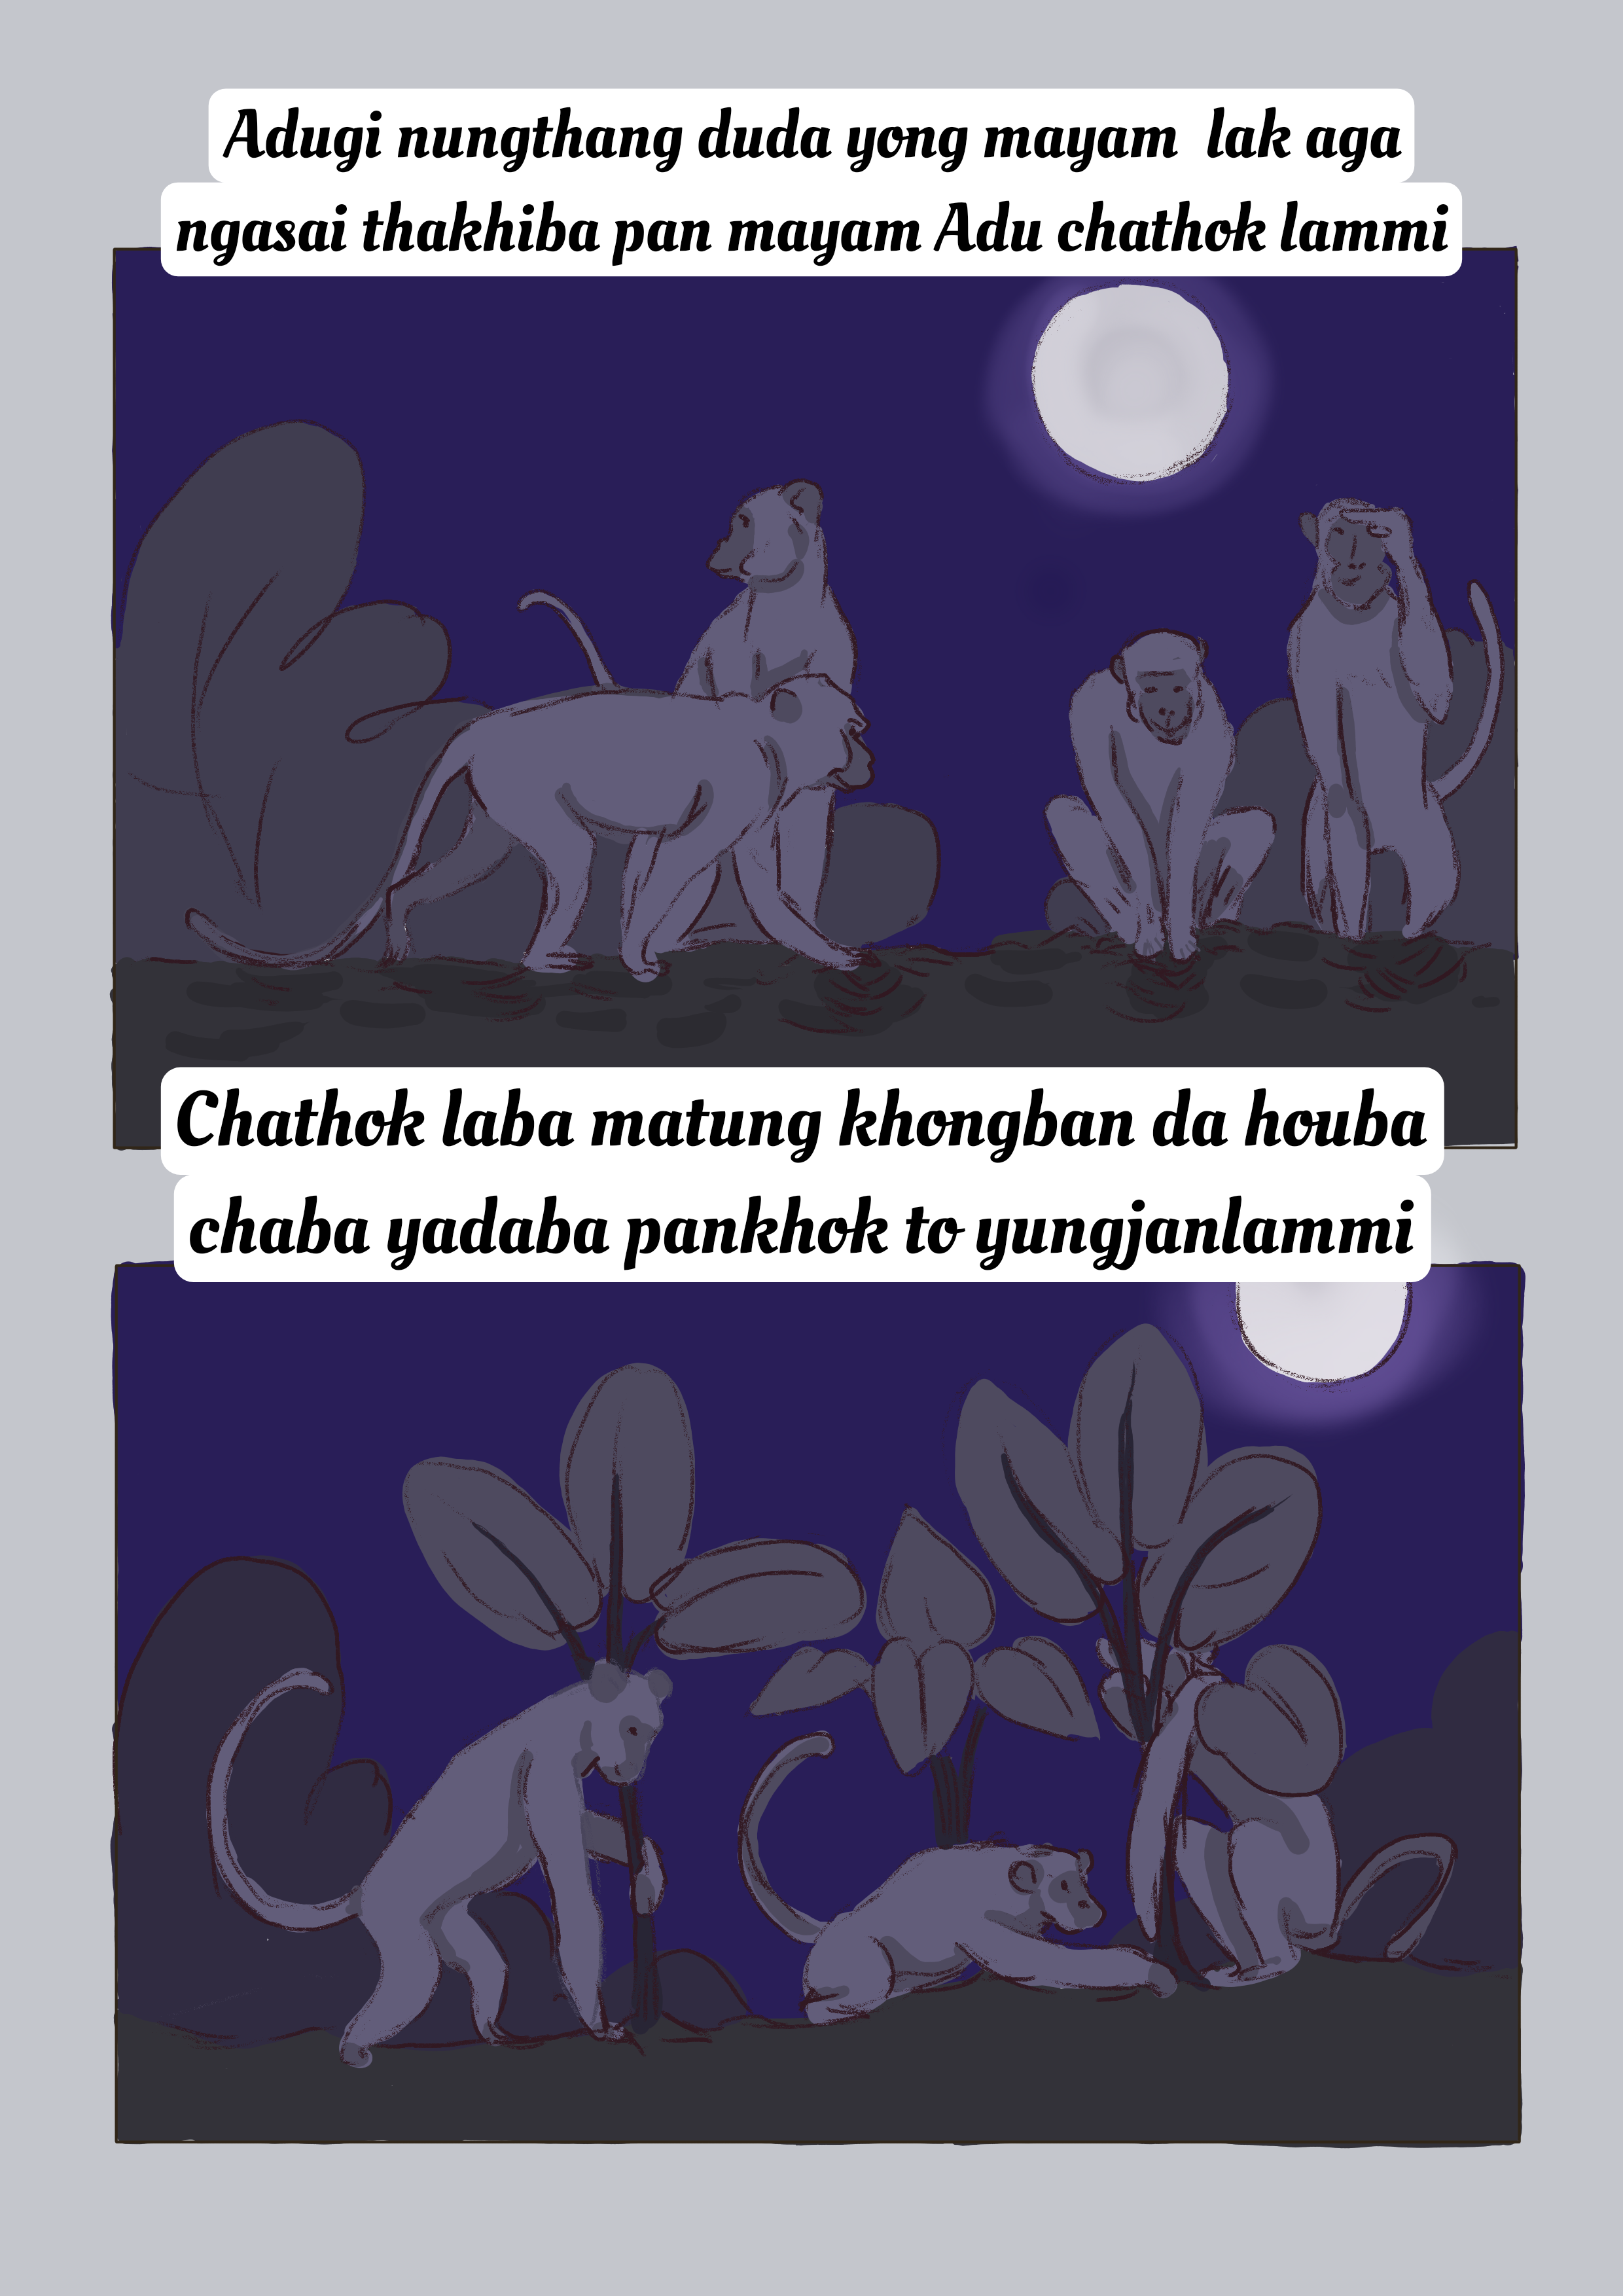 Adugi nungthang duda yong mayam lak aga
ngasai thakhiba pan mayam Adu chathok lammi
Chathok laba matung khongban da houba
chaba yadaba pankhok to yungjanlammi